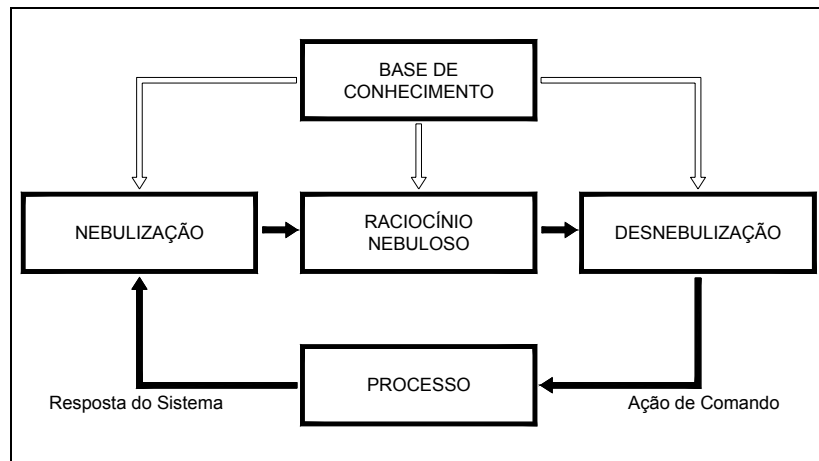 BASE DE
CONHECIMENTO
NEBULIZAÇÃO
RACIOCÍNIO
NEBULOSO
DESNEBULIZAÇÃO
PROCESSO
Resposta do Sistema
Ação de Comando